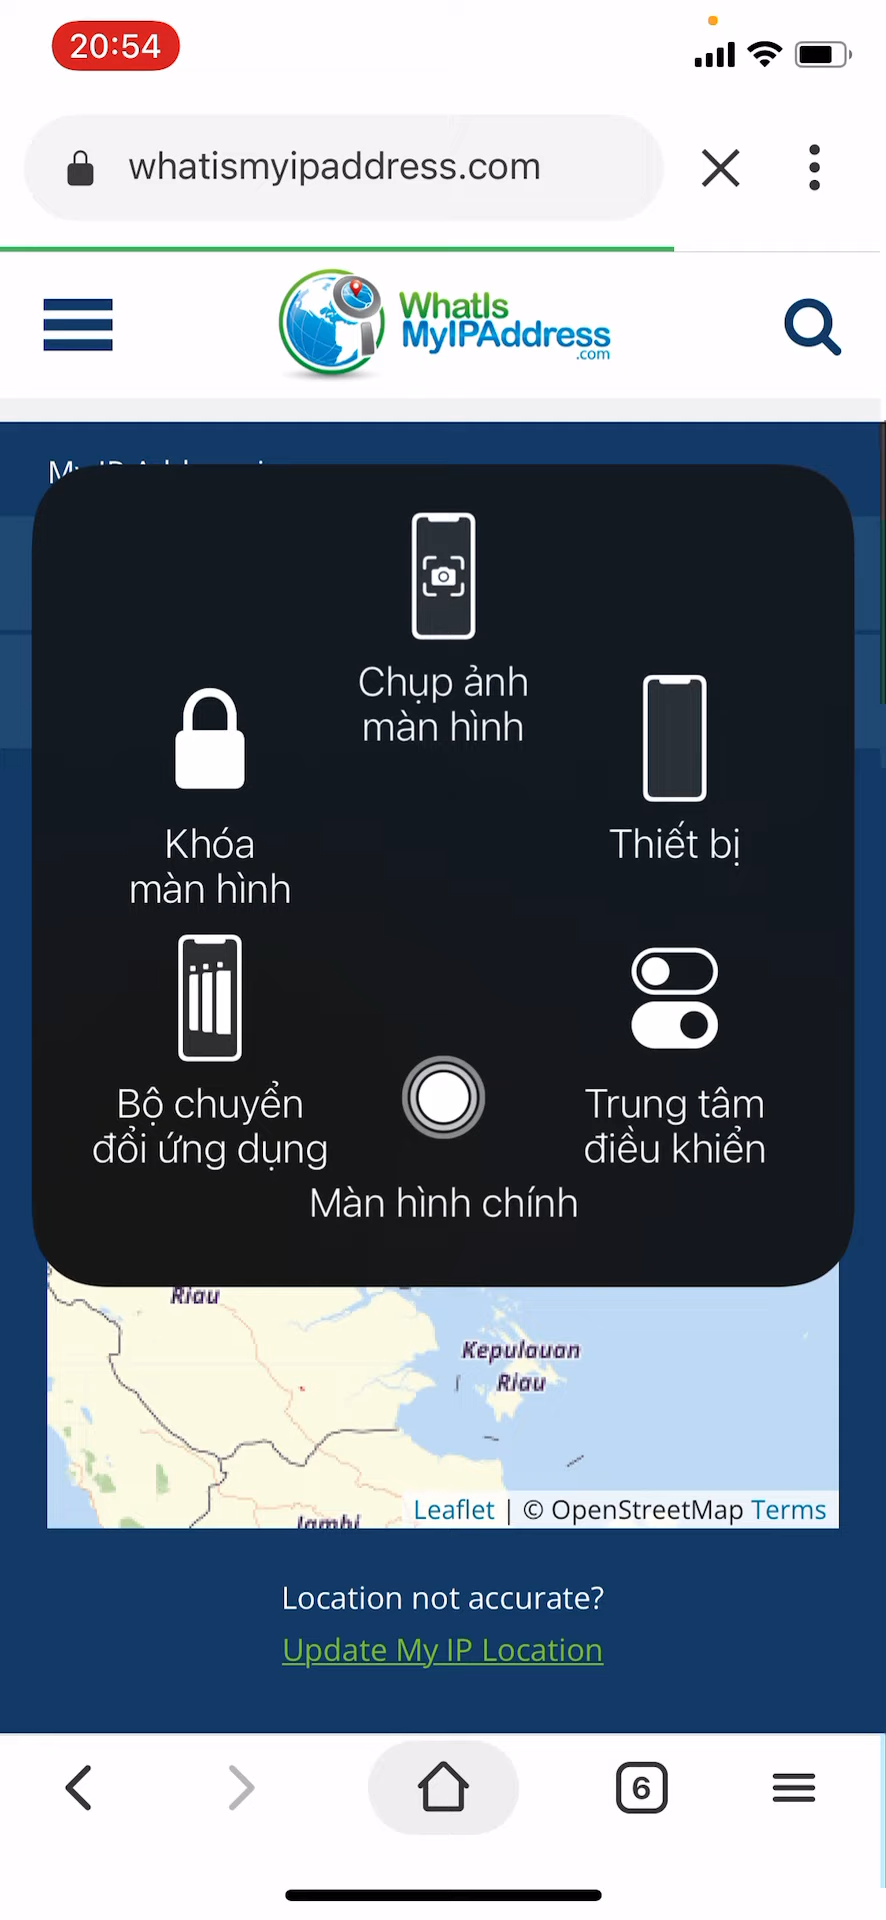 20:54
whatismyipaddress.com
WhatIs
MyIPAddress
.com
Chụp ảnh
màn hình
Khóa
màn hình
Thiết bị
Bộ chuyển
đổi ứng dụng
Trung tâm
điều khiển
Màn hình chính
Riau
Kepulauan
Riau
Jambi
Leaflet | © OpenStreetMap Terms
Location not accurate?
Update My IP Location
6